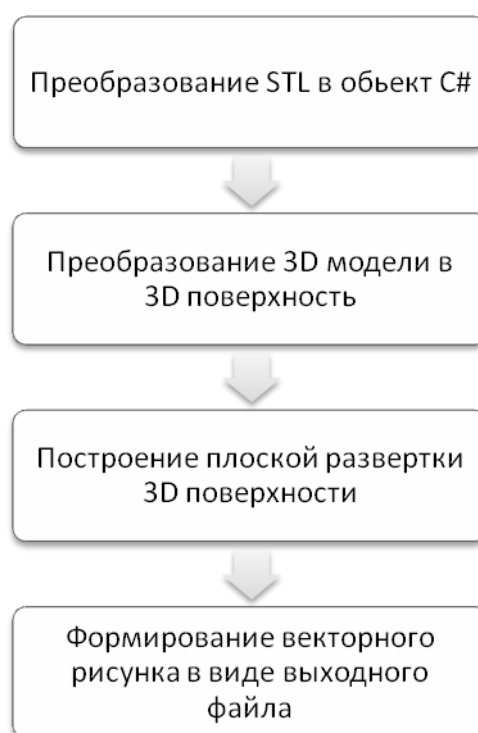 Преобразование STL в обьект C#
Преобразование 3D модели в
3D поверхность
Построение плоской развертки
3D поверхности
Формирование векторного
рисунка в виде выходного
файла